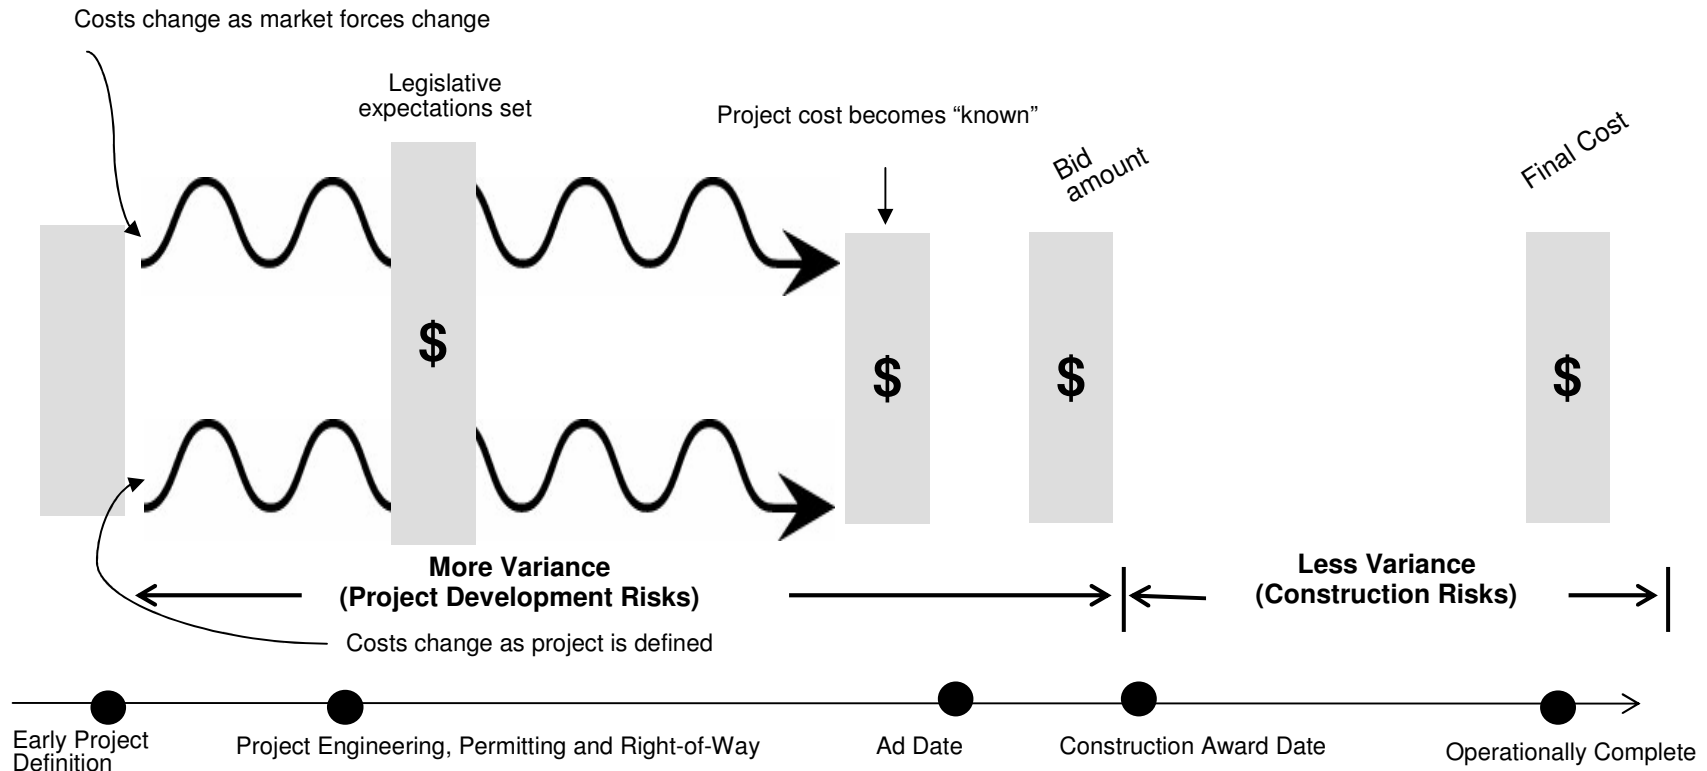 Costs change as market forces change
Legislative
expectations set
Project cost becomes “known”
Bid
amount
Final Cost
$
$
$
$
More Variance
(Project Development Risks)
Less Variance
(Construction Risks)
Costs change as project is defined
Early Project
Definition
Project Engineering, Permitting and Right-of-Way
Ad Date
Construction Award Date
Operationally Complete